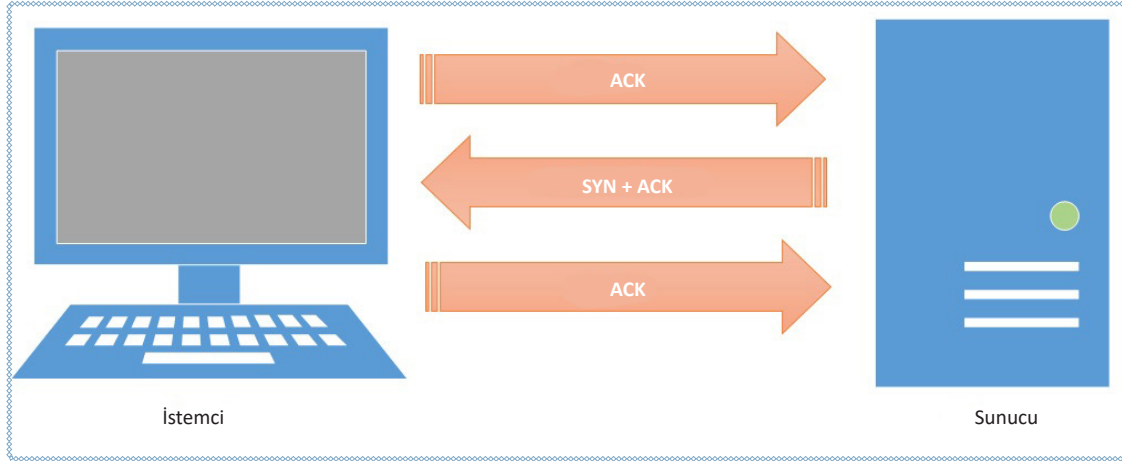 ACK
SYN + ACK
ACK
İstemci
Sunucu